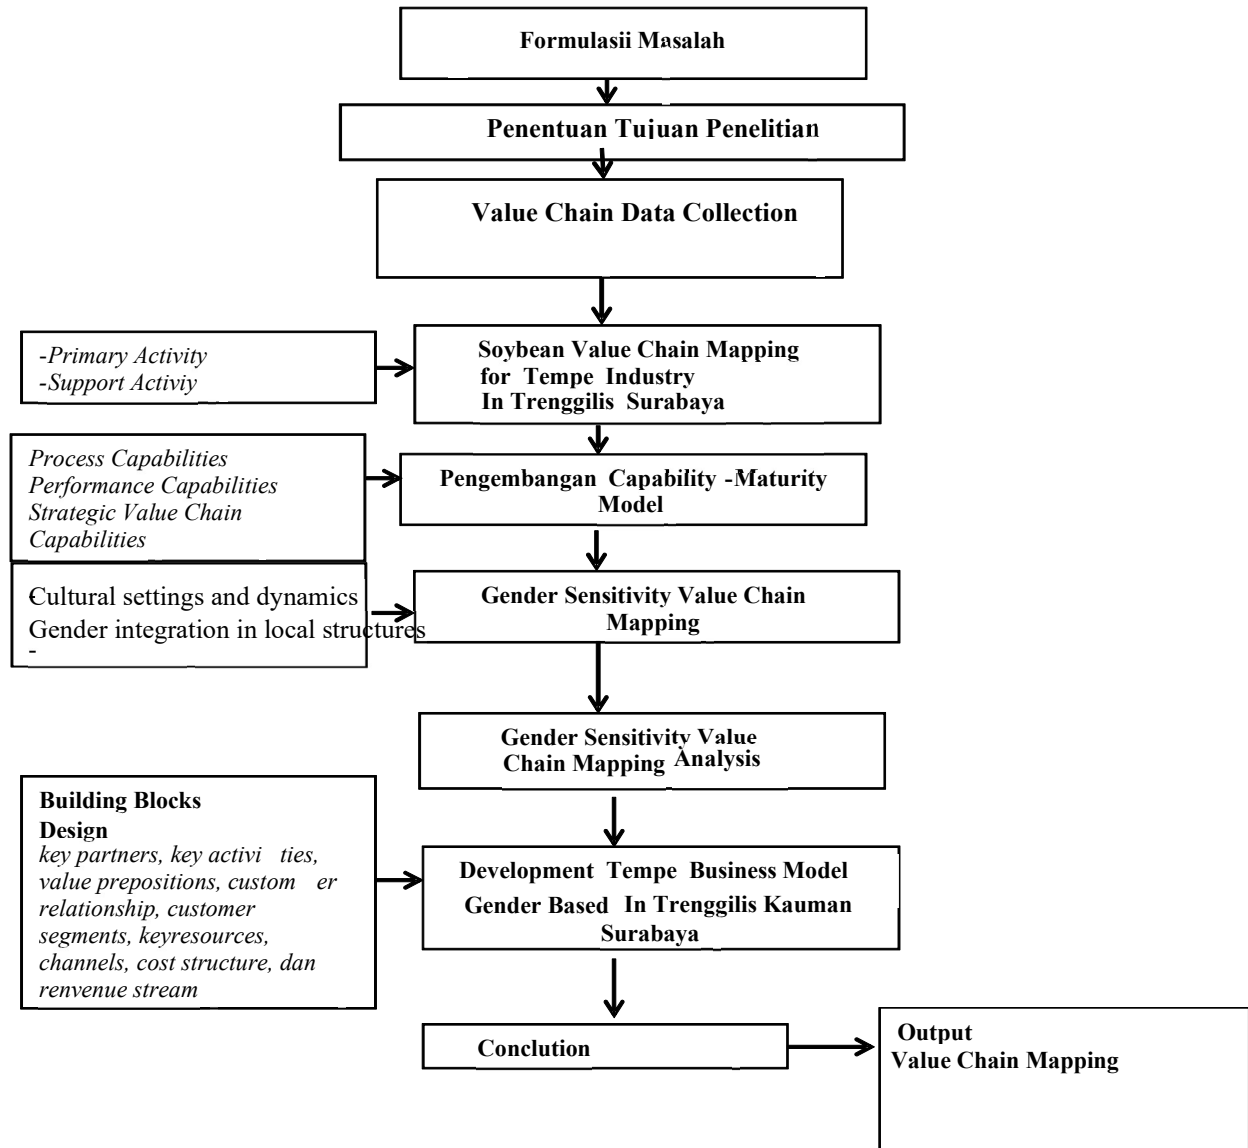 Formulasii Masalah
Penentuan Tujuan Penelitian
Value Chain Data Collection
-Primary Activity
-Support Activiy
Soybean Value Chain Mapping
for Tempe Industry
In Trenggilis Surabaya
Process Capabilities
Performance Capabilities
Strategic Value Chain
Capabilities
Pengembangan Capability -Maturity
Model
-Cultural settings and dynamics
Gender integration in local structures
-
Gender Sensitivity Value Chain
Mapping
Gender Sensitivity Value
Chain Mapping Analysis
Building Blocks
Design
key partners, key activi ties,
value prepositions, custom er
relationship, customer
segments, keyresources,
channels, cost structure, dan
renvenue stream
Development Tempe Business Model
Gender Based In Trenggilis Kauman
Surabaya
Conclution
Output
Value Chain Mapping